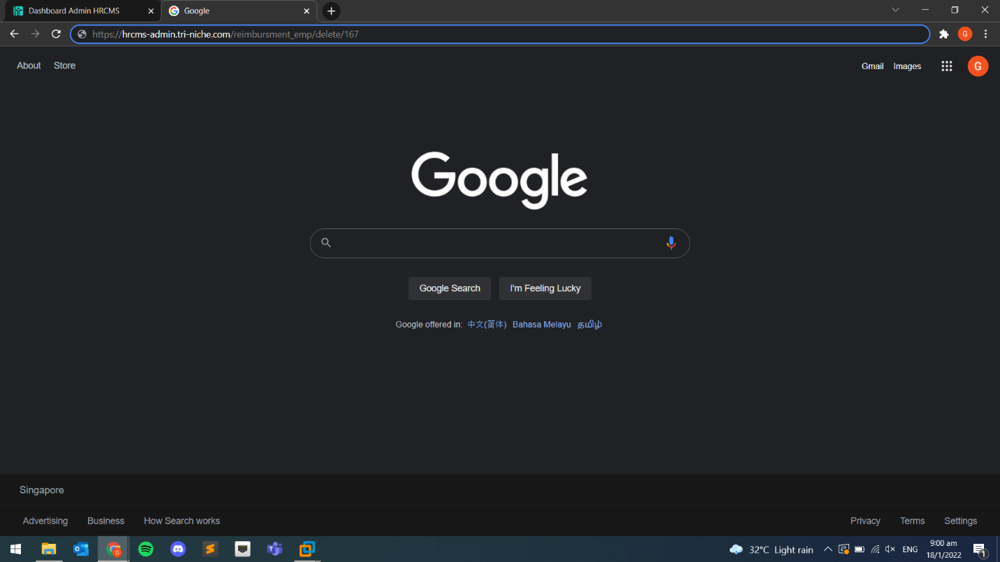 Dashboard Admin HRCMS
Google
https://hrcms-admin.tri-niche.com/reimbursment_emp/delete/167
G
About Store
Gmail Images
G
Google
Google Search I'm Feeling Lucky
Google offered in: 中文(简体) Bahasa Melayu தமிழ்
Singapore
Advertising Business How Search works
Privacy Terms Settings
32°C Light rain
ENG
9:00 am
18/1/2022
1